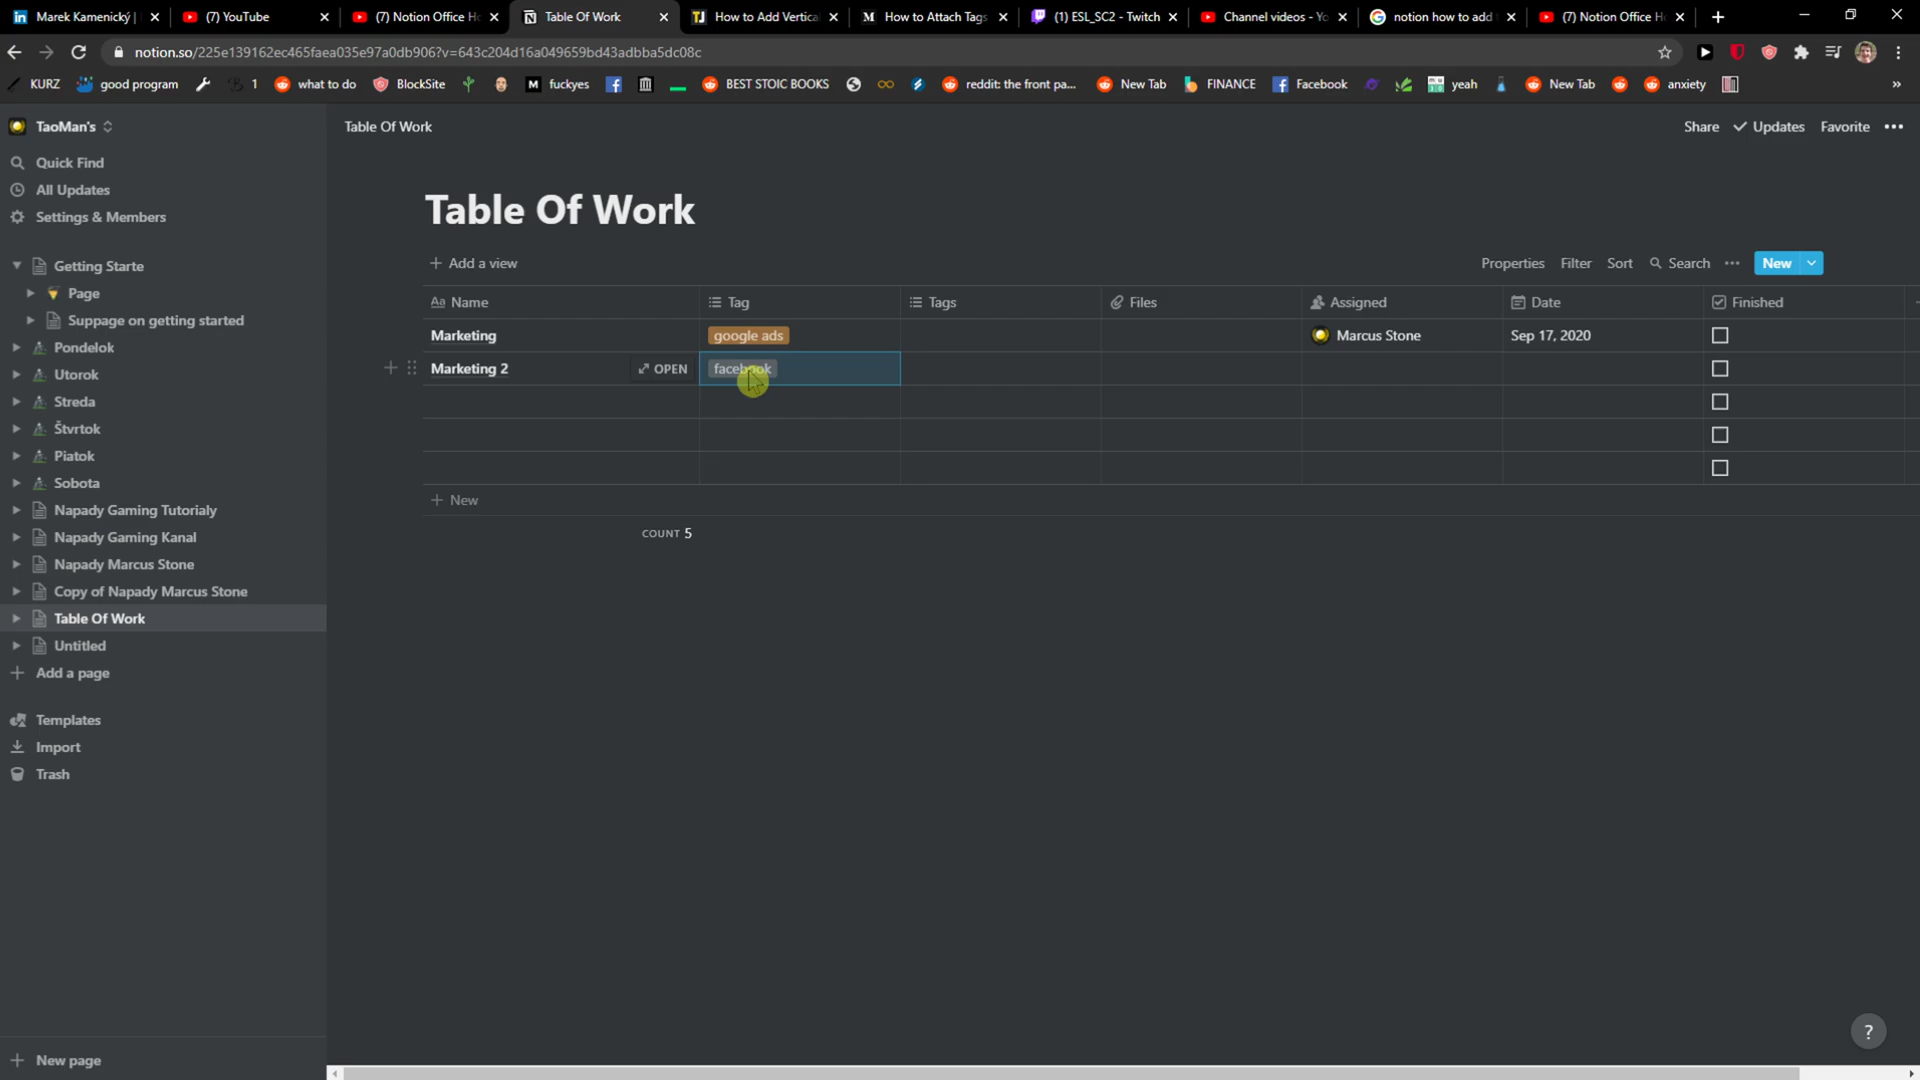 Marek Kamenický |
(7) YouTube
(7) Notion Office H
Table Of Work
How to Add Vertica
How to Attach Tags
(1) ESL_SC2 - Twitch
Channel videos - Yo
notion how to add
(7) Notion Office H
notion.so/225e139162ec465faea035e97a0db906?v=643c204d16a049659bd43adbba5dc08c
KURZ
good program
1
what to do
BlockSite
fuckyes
BEST STOIC BOOKS
reddit: the front pa...
New Tab
FINANCE
Facebook
yeah
New Tab
anxiety
»
TaoMan's
Table Of Work
Share
Updates
Favorite
Quick Find
All Updates
Settings & Members
Getting Starte
Page
Suppage on getting started
Pondelok
Utorok
Streda
Štvrtok
Piatok
Sobota
Napady Gaming Tutorialy
Napady Gaming Kanal
Napady Marcus Stone
Copy of Napady Marcus Stone
Table Of Work
Untitled
Add a page
Templates
Import
Trash
New page
Table Of Work
Add a view
Properties
Filter
Sort
Search
New
Aa Name
Tag
Tags
Files
Assigned
Date
Finished
Marketing
google ads
Marcus Stone
Sep 17, 2020
Marketing 2
OPEN
facebook
New
COUNT 5
?